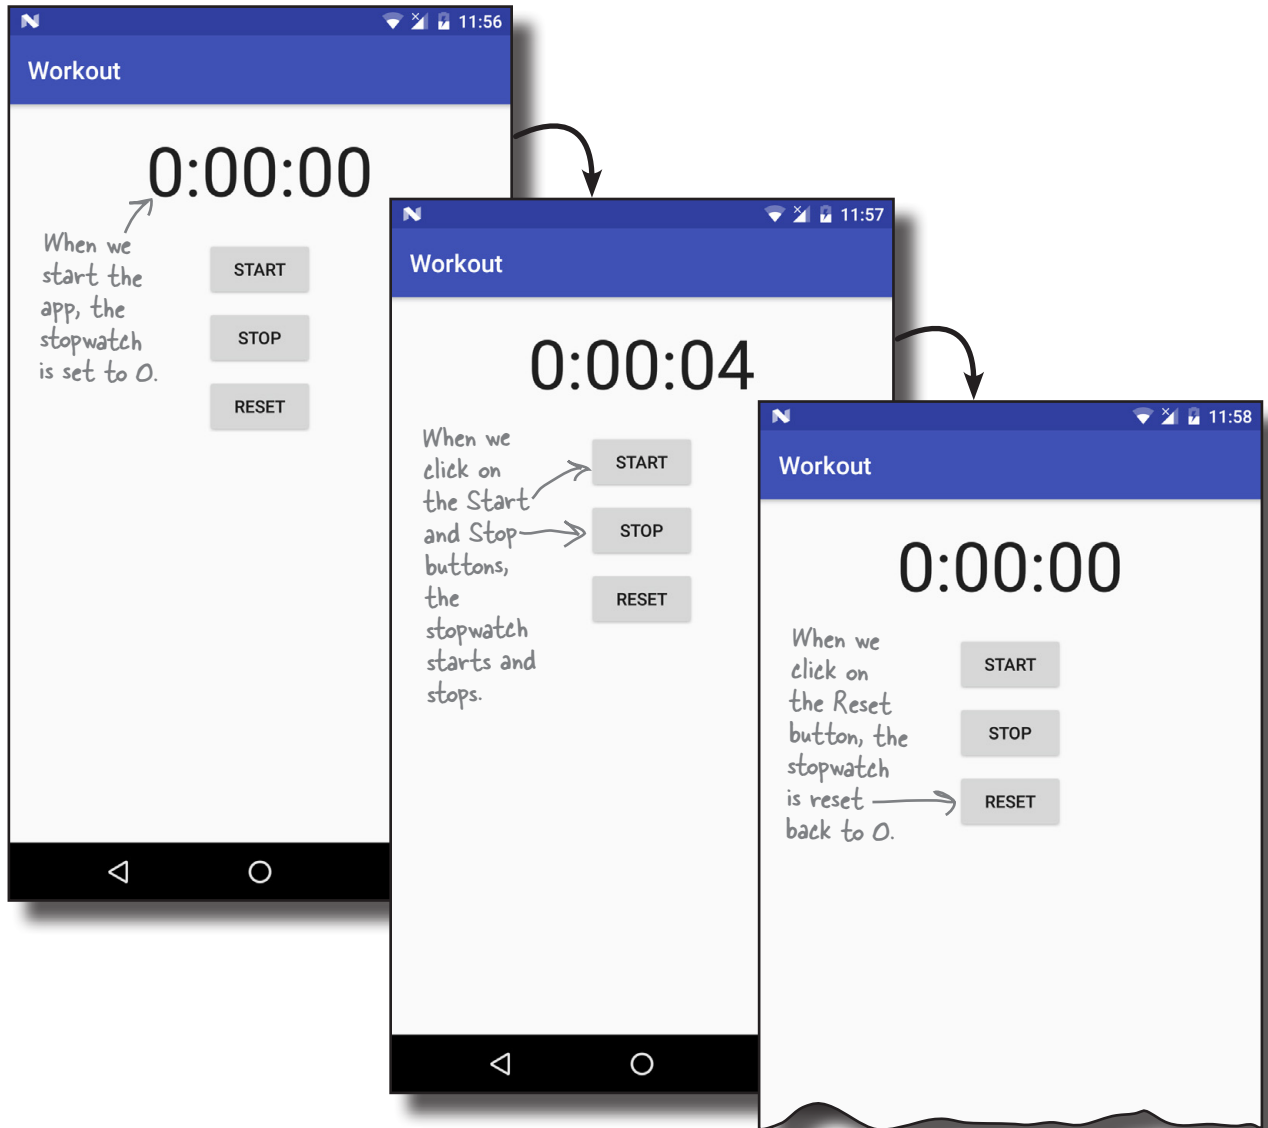 11:56
Workout
0:00:00
When we
start the
app, the
stopwatch
is set to 0.
START
STOP
RESET
11:57
Workout
0:00:04
When we
click on
the Start
and Stop
buttons,
the
stopwatch
starts and
stops.
START
STOP
RESET
11:58
Workout
0:00:00
When we
click on
the Reset
button, the
stopwatch
is reset
back to 0.
START
STOP
RESET